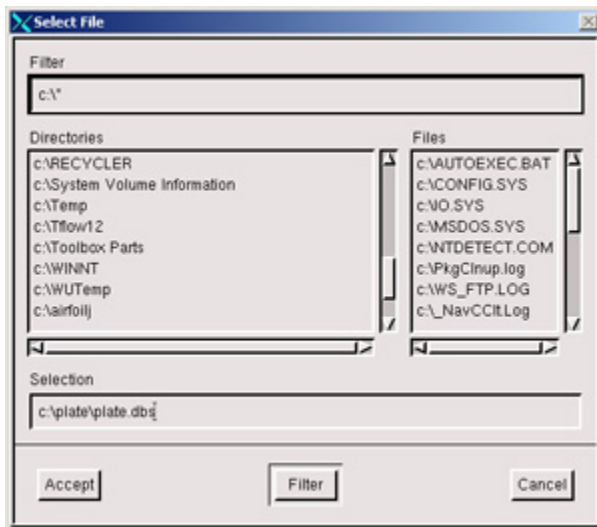 Select File
Filter
c:\*
Directories
Files
c:\RECYCLER
c:\System Volume Information
c:\Temp
c:\Tflow12
c:\Toolbox Parts
c:\WINNT
c:\WUTemp
c:\airfoilj
c:\AUTOEXEC.BAT
c:\CONFIG.SYS
c:\IO.SYS
c:\MSDOS.SYS
c:\NTDETECT.COM
c:\PkgClnup.log
c:\WS_FTP.LOG
c:\_NavCClt.Log
Selection
c:\plate\plate.dbs
Accept
Filter
Cancel